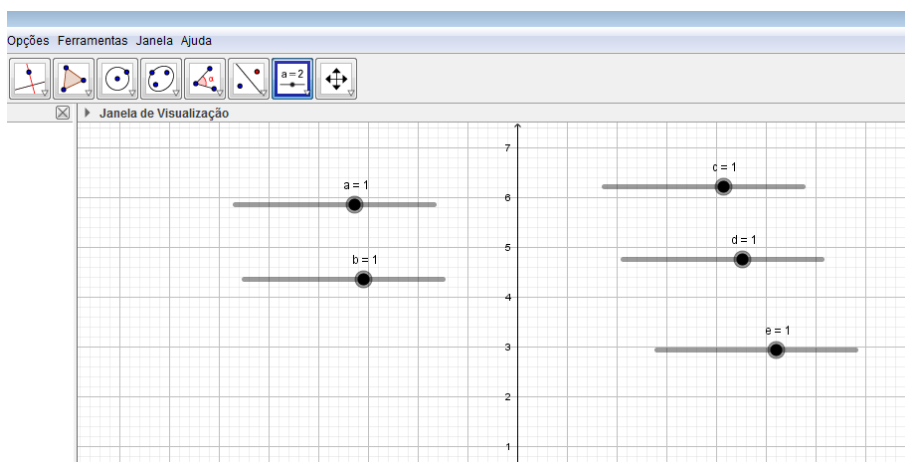 Opções Ferramentas Janela Ajuda
α
a=2
Janela de Visualização
7
c = 1
a = 1
6
d = 1
5
b = 1
4
e = 1
3
2
1